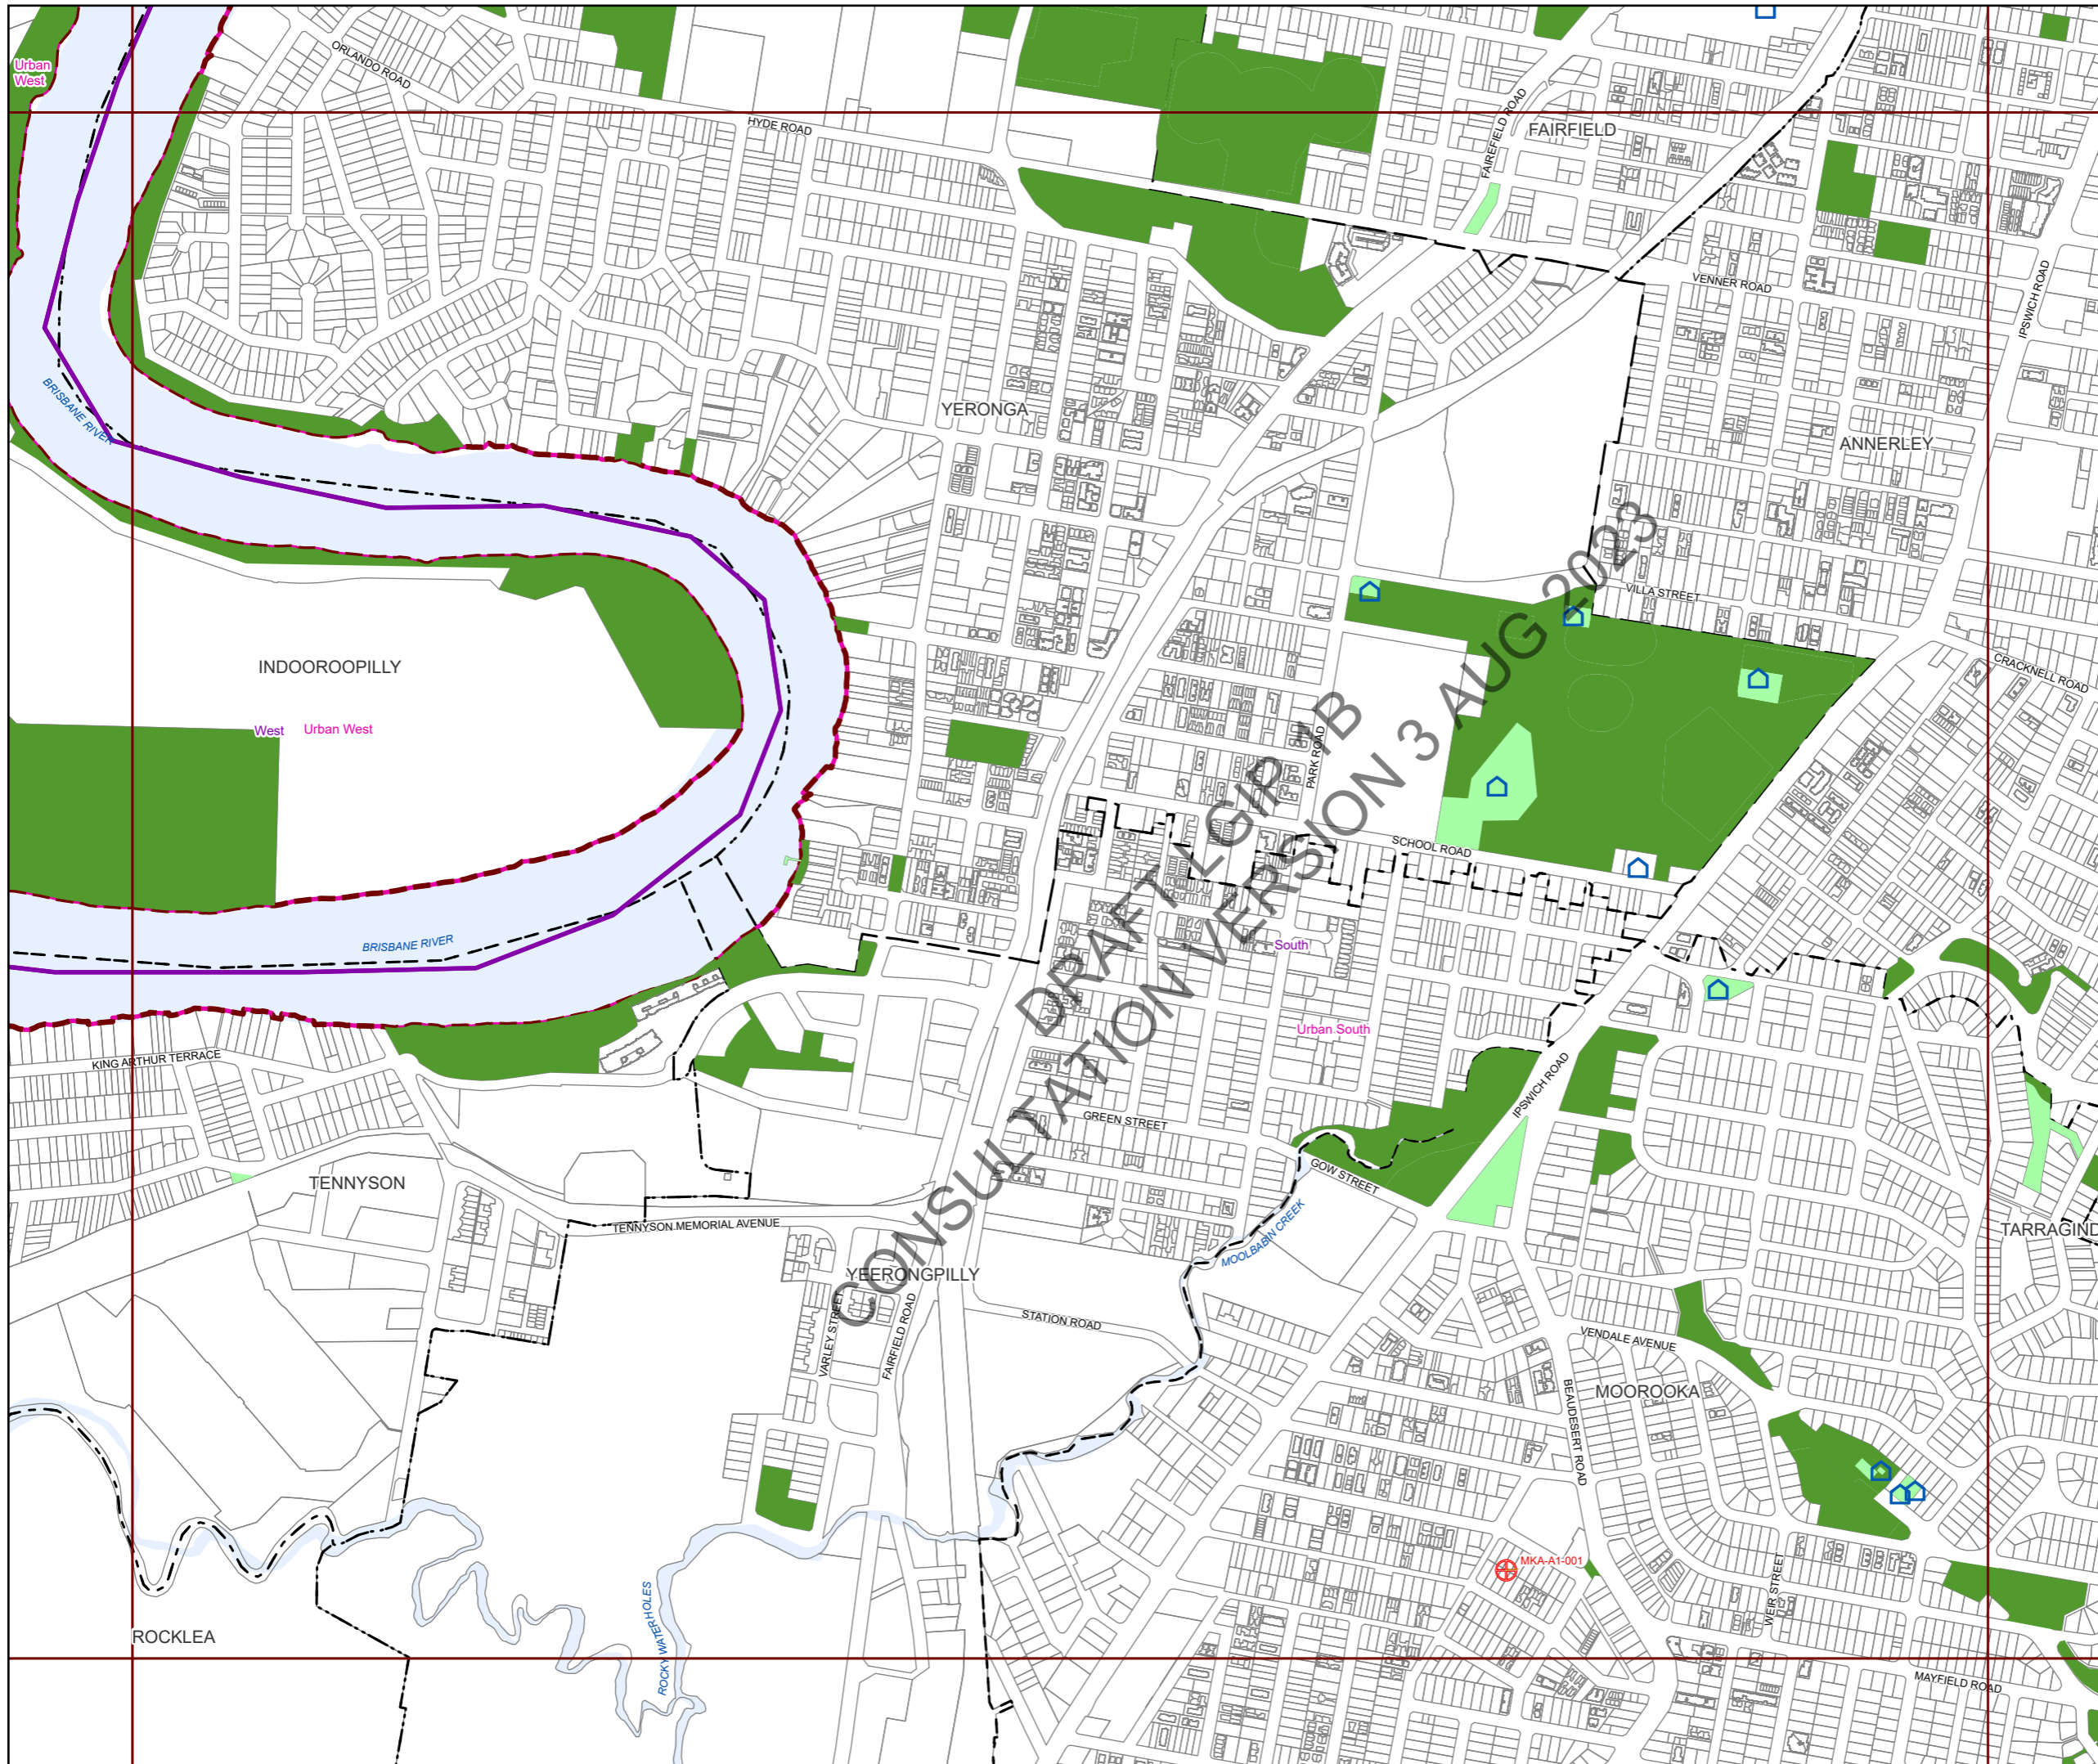 Urban
West
ORLANDO ROAD
HYDE ROAD
FAIREFIELD ROAD
FAIRFIELD
VENNER ROAD
IPSWICH ROAD
BRISBANE RIVER
YERONGA
ANNERLEY
VILLA STREET
CRACKNELL ROAD
INDOOROOPILLY
West
Urban West
PARK ROAD
SCHOOL ROAD
DRAFT LGIP 1B
CONSULTATION VERSION 3 AUG 2023
BRISBANE RIVER
South
Urban South
KING ARTHUR TERRACE
IPSWICH ROAD
GREEN STREET
GOW STREET
TENNYSON
TENNYSON MEMORIAL AVENUE
MOOLBABIN CREEK
TARRAGIND
YEERONGPILLY
STATION ROAD
VARLEY STREET
FAIRFIELD ROAD
VENDALE AVENUE
MOOROOKA
BEAUDESERT ROAD
MKA-A1-001
WEIR STREET
ROCKY WATERHOLES
ROCKLEA
MAYFIELD ROAD